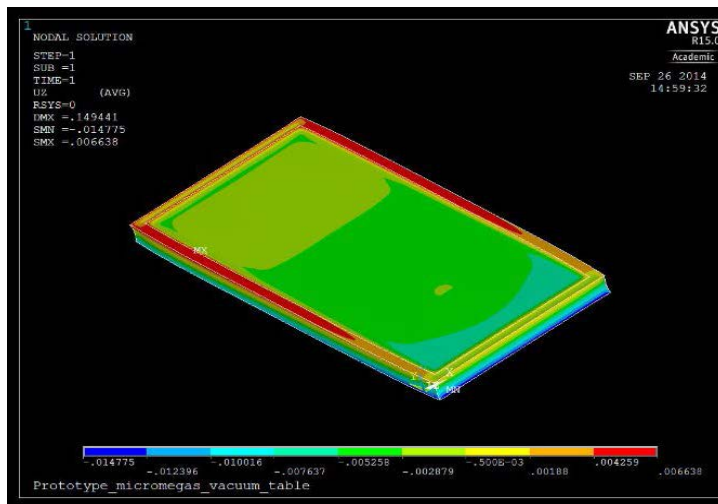 1
NODAL SOLUTION
STEP=1
SUB =1
TIME=1
UZ (AVG)
RSYS=0
DMX =.149441
SMN =-.014775
SMX =.006638
ANSYS
R15.0
Academic
SEP 26 2014
14:59:32
MX
Y X
MN
-.014775 -.010016 -.005258 -.500E-03 .004259
-.012396 -.007637 -.002879 .00188 .006638
Prototype_micromegas_vacuum_table